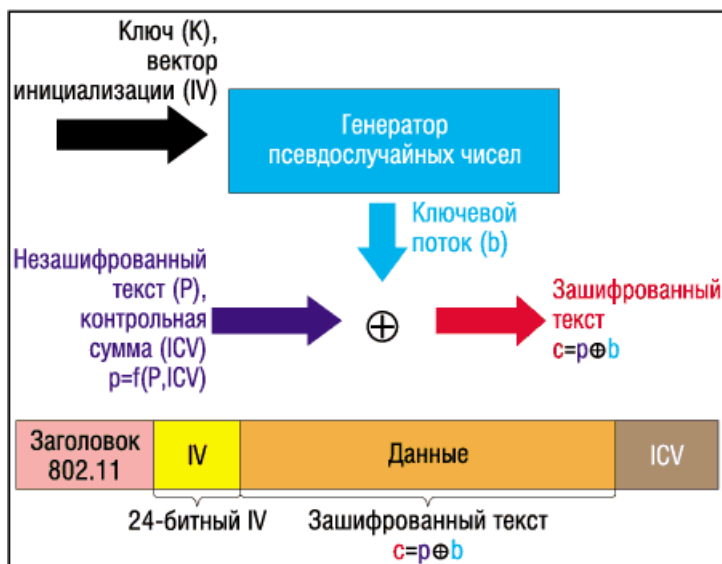 Ключ (K),
вектор
инициализации (IV)
Генератор
псевдослучайных чисел
Ключевой
поток (b)
Незашифрованный
текст (P),
контрольная
сумма (ICV)
p=f(P,ICV)
⊕
Зашифрованный
текст
c=p⊕b
Заголовок
802.11
IV
Данные
ICV
24-битный IV
Зашифрованный текст
c=p⊕b